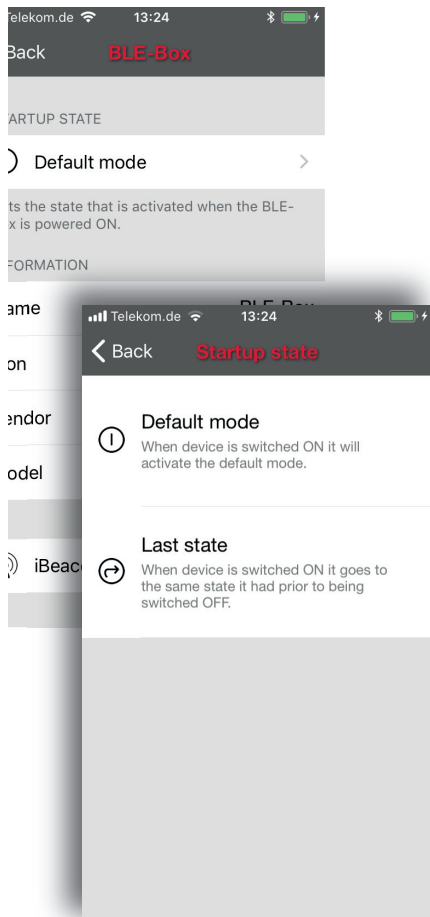 Telekom.de 13:24
Back BLE-Box
ARTUP STATE
Default mode
ts the state that is activated when the BLE-
x is powered ON.
FORMATION
ame BLE-Box
on
endor
odel
iBeac
Telekom.de 13:24
Back Startup state
Default mode
When device is switched ON it will
activate the default mode.
Last state
When device is switched ON it goes to
the same state it had prior to being
switched OFF.